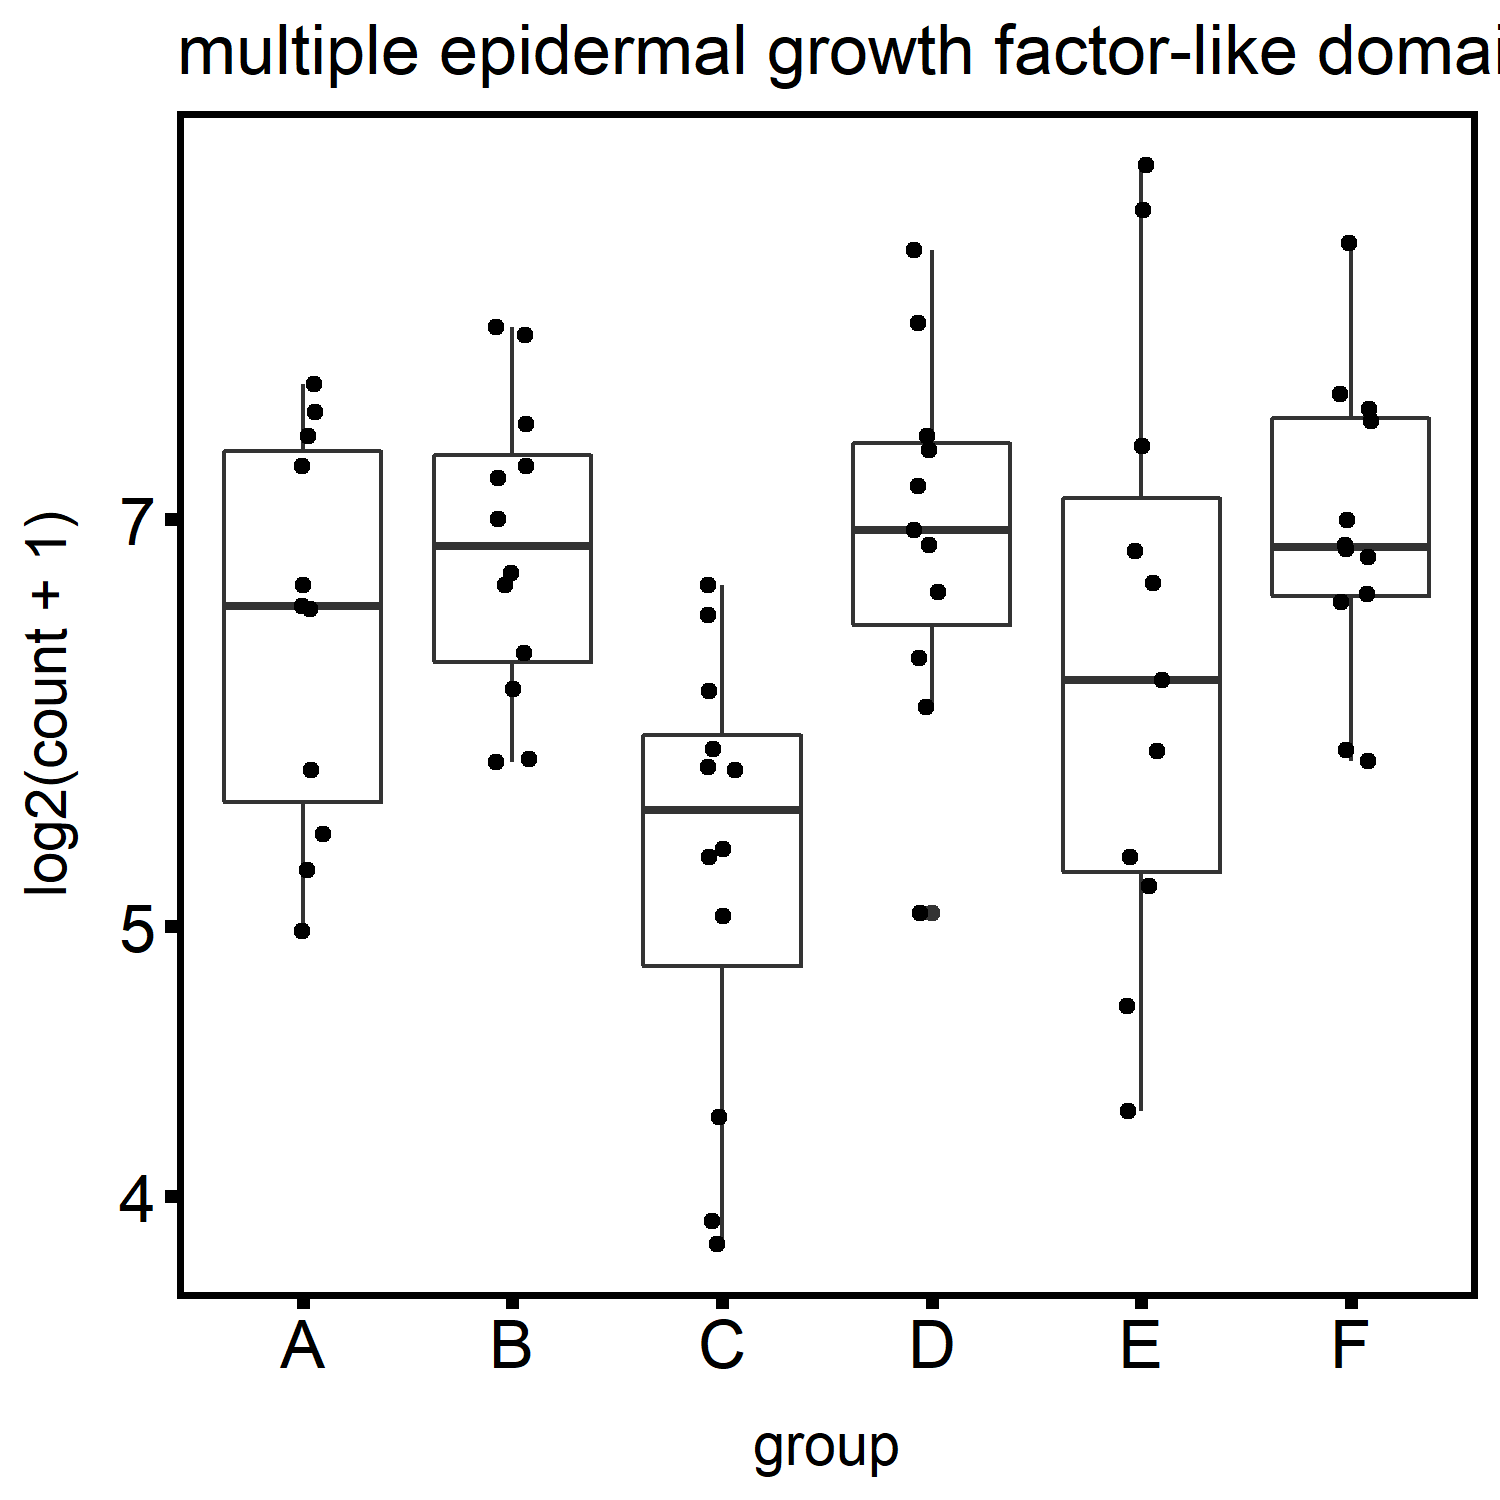 multiple epidermal growth factor-like domai
log2(count + 1)
7
5
4
A B C D E F
group